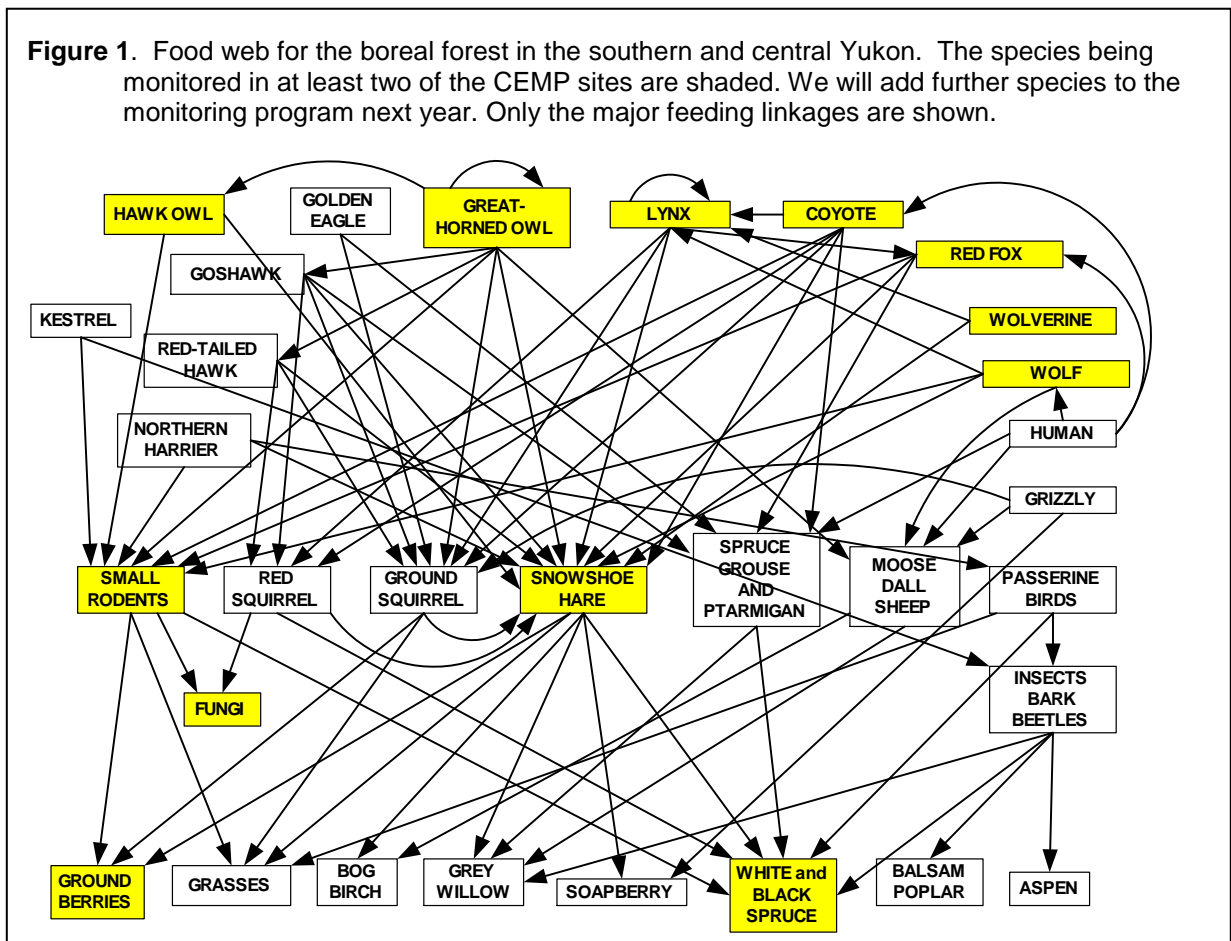 Figure 1. Food web for the boreal forest in the southern and central Yukon. The species being
monitored in at least two of the CEMP sites are shaded. We will add further species to the
monitoring program next year. Only the major feeding linkages are shown.
HAWK OWL
GOLDEN
EAGLE
GREAT-
HORNED OWL
LYNX
COYOTE
RED FOX
GOSHAWK
KESTREL
WOLVERINE
RED-TAILED
HAWK
WOLF
NORTHERN
HARRIER
HUMAN
GRIZZLY
SMALL
RODENTS
RED
SQUIRREL
GROUND
SQUIRREL
SNOWSHOE
HARE
SPRUCE
GROUSE
AND
PTARMIGAN
MOOSE
DALL
SHEEP
PASSERINE
BIRDS
INSECTS
BARK
BEETLES
FUNGI
GROUND
BERRIES
GRASSES
BOG
BIRCH
GREY
WILLOW
SOAPBERRY
WHITE and
BLACK
SPRUCE
BALSAM
POPLAR
ASPEN